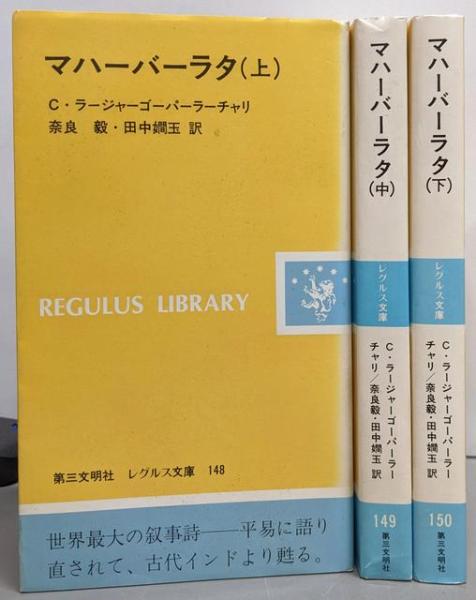 マハーバーラタ(上)
C・ラージャーゴーパーラーチャリ
奈良 毅・田中嫺玉 訳
REGULUS LIBRARY
第三文明社 レグルス文庫 148
世界最大の叙事詩――平易に語り
直されて、古代インドより甦る。
マハーバーラタ(中)
レグルス文庫
C・ラージャーゴーパーラー
チャリ/奈良毅・田中嫺玉 訳
149
第三文明社
マハーバーラタ(下)
レグルス文庫
C・ラージャーゴーパーラー
チャリ/奈良毅・田中嫺玉 訳
150
第三文明社